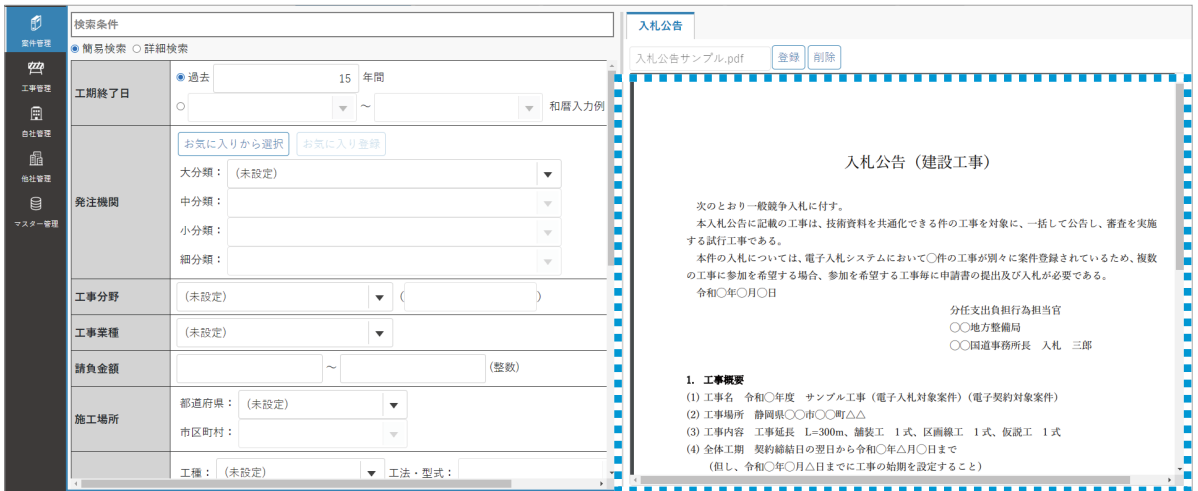 案件管理
工事管理
自社管理
他社管理
マスター管理
検索条件
簡易検索 詳細検索
工期終了日
過去 15 年間
～ 和暦入力例
発注機関
お気に入りから選択 お気に入り登録
大分類： (未設定)
中分類：
小分類：
細分類：
工事分野 (未設定) ( )
工事業種 (未設定)
請負金額 ～ (整数)
施工場所
都道府県： (未設定)
市区町村：
工種： (未設定) 工法・型式：
入札公告
入札公告サンプル.pdf 登録 削除
入札公告（建設工事）
次のとおり一般競争入札に付す。
本入札公告に記載の工事は、技術資料を共通化できる件の工事を対象に、一括して公告し、審査を実施
する試行工事である。
本件の入札については、電子入札システムにおいて〇件の工事が別々に案件登録されているため、複数
の工事に参加を希望する場合、参加を希望する工事毎に申請書の提出及び入札が必要である。
令和〇年〇月〇日
分任支出負担行為担当官
〇〇地方整備局
〇〇国道事務所長 入札 三郎
1. 工事概要
(1) 工事名 令和〇年度 サンプル工事（電子入札対象案件）（電子契約対象案件）
(2) 工事場所 静岡県〇〇市〇〇町△△
(3) 工事内容 工事延長 L=300m、舗装工 1式、区画線工 1式、仮設工 1式
(4) 全体工期 契約締結日の翌日から令和〇年△月〇日まで
（但し、令和〇年〇月△日までに工事の始期を設定すること）